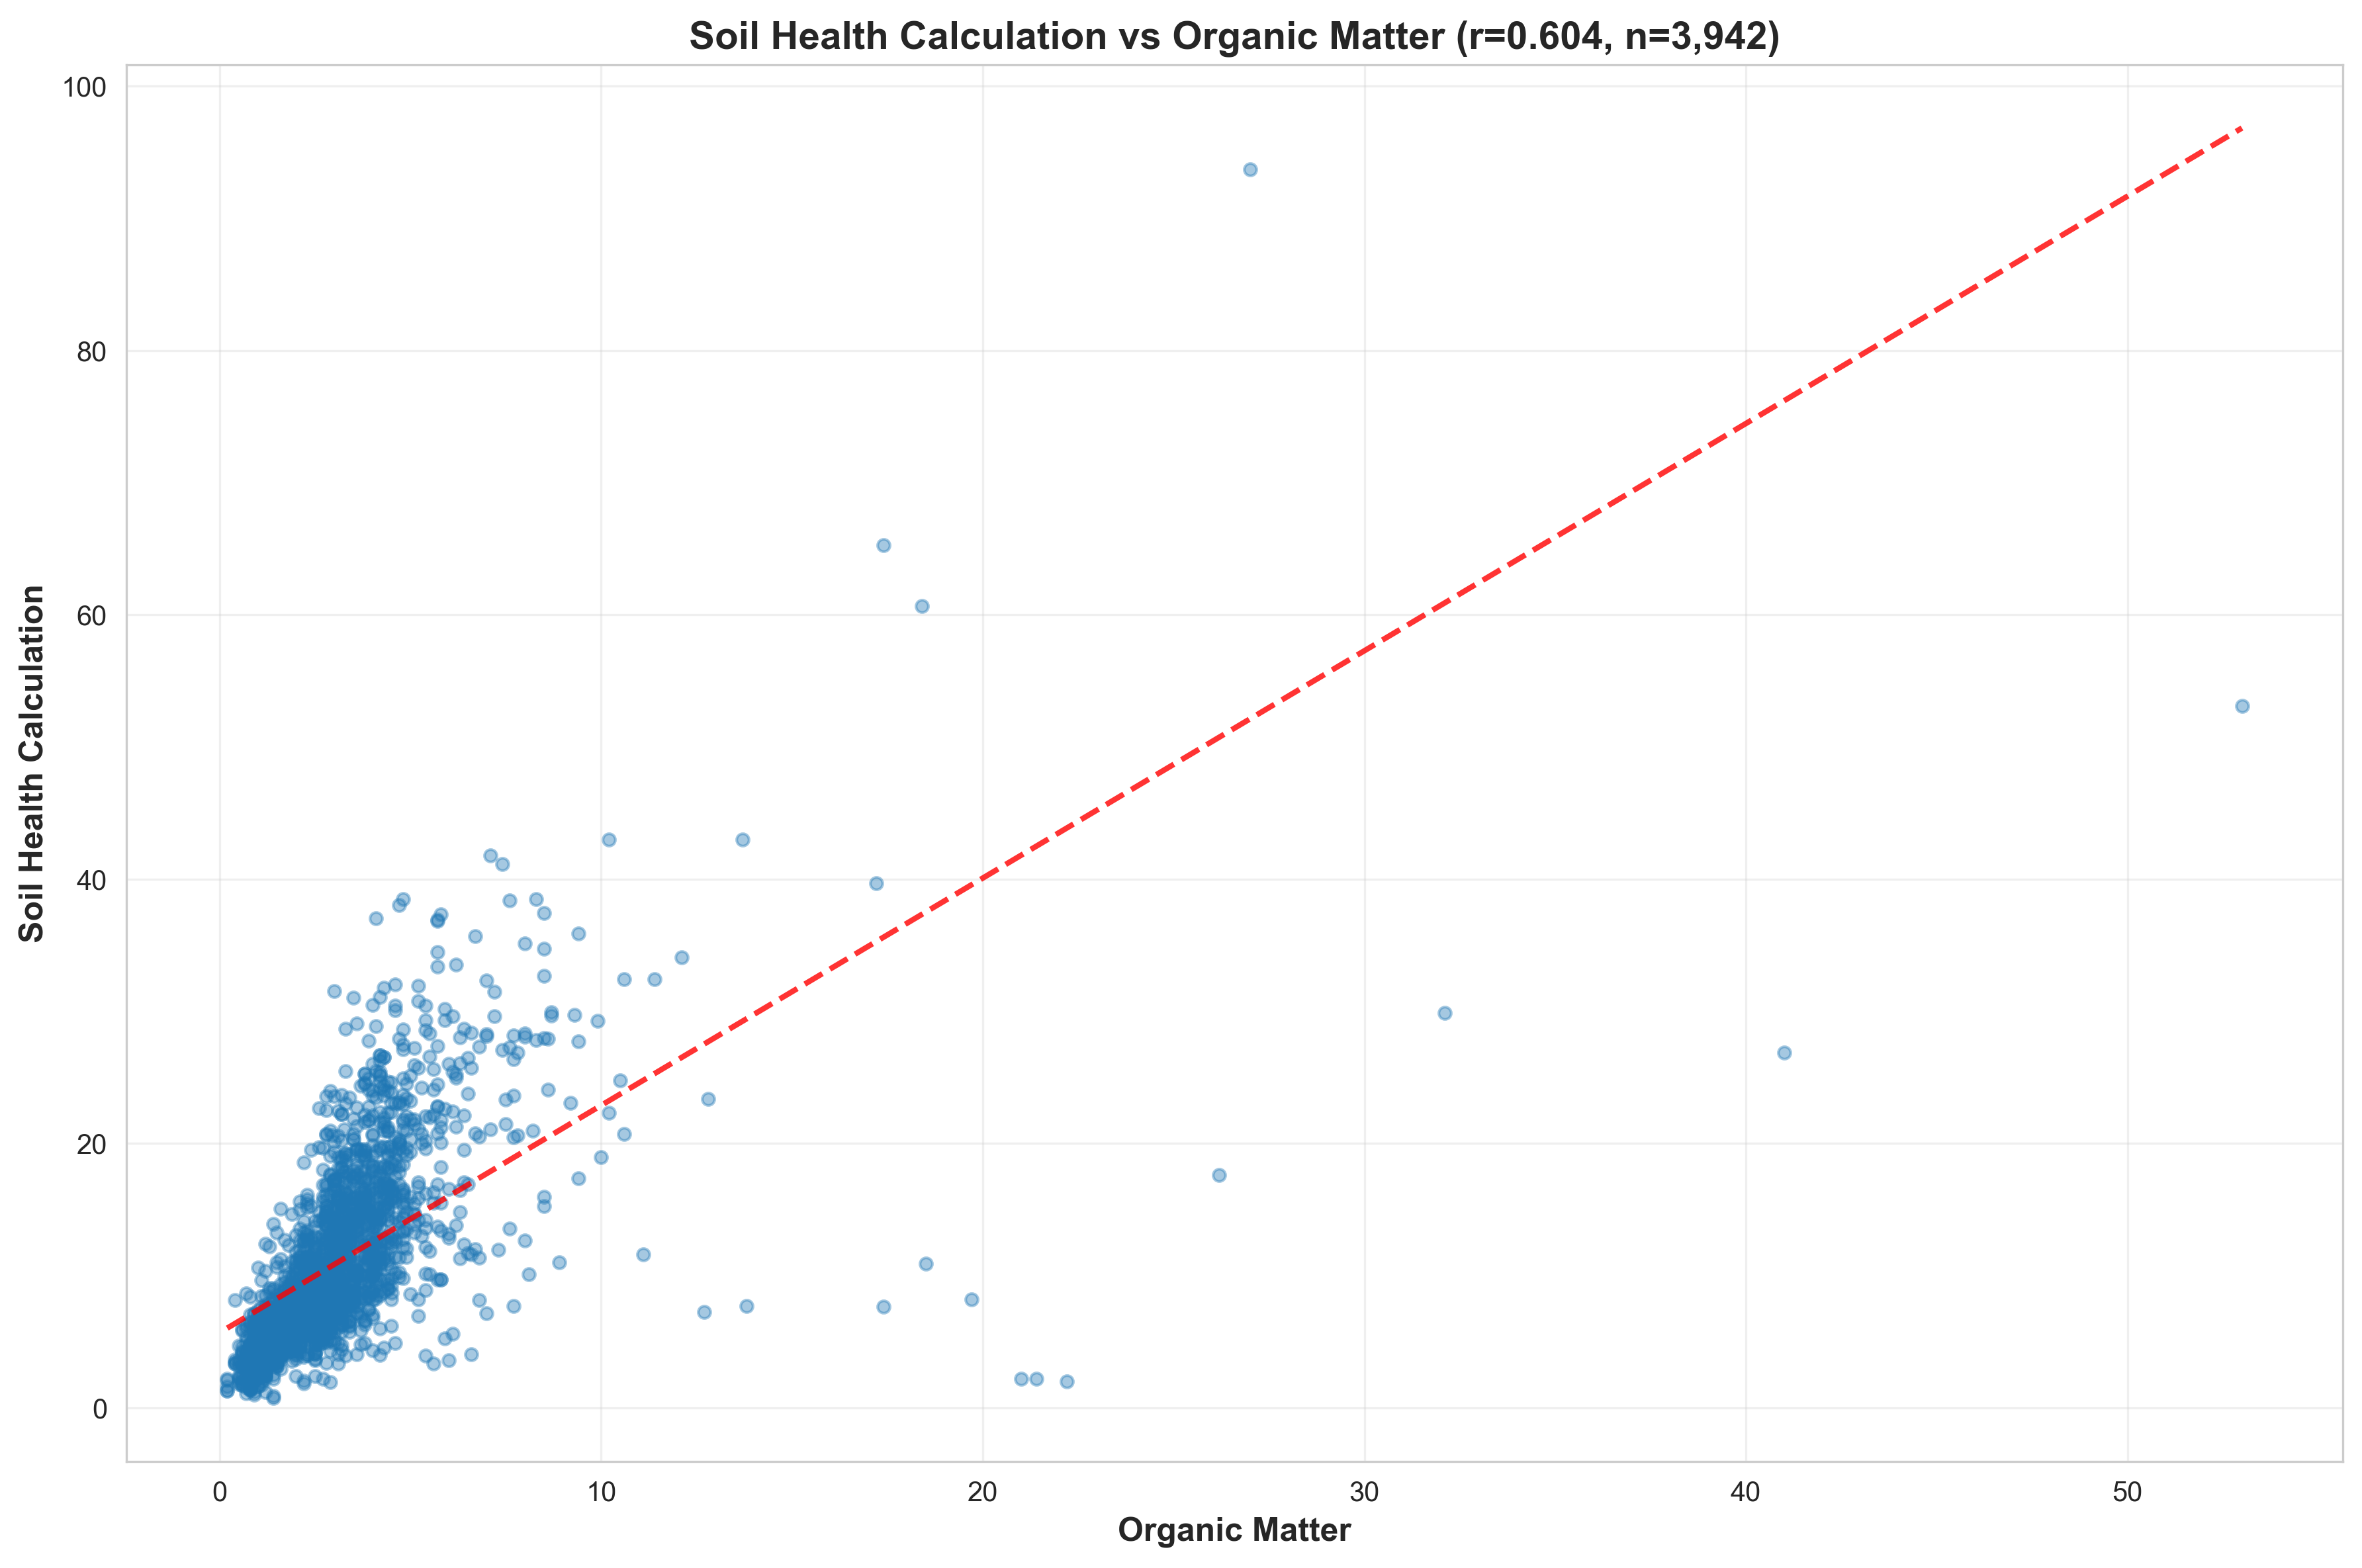 Soil Health Calculation vs Organic Matter (r=0.604, n=3,942)
100
80
60
40
20
0
Soil Health Calculation
0 10 20 30 40 50
Organic Matter